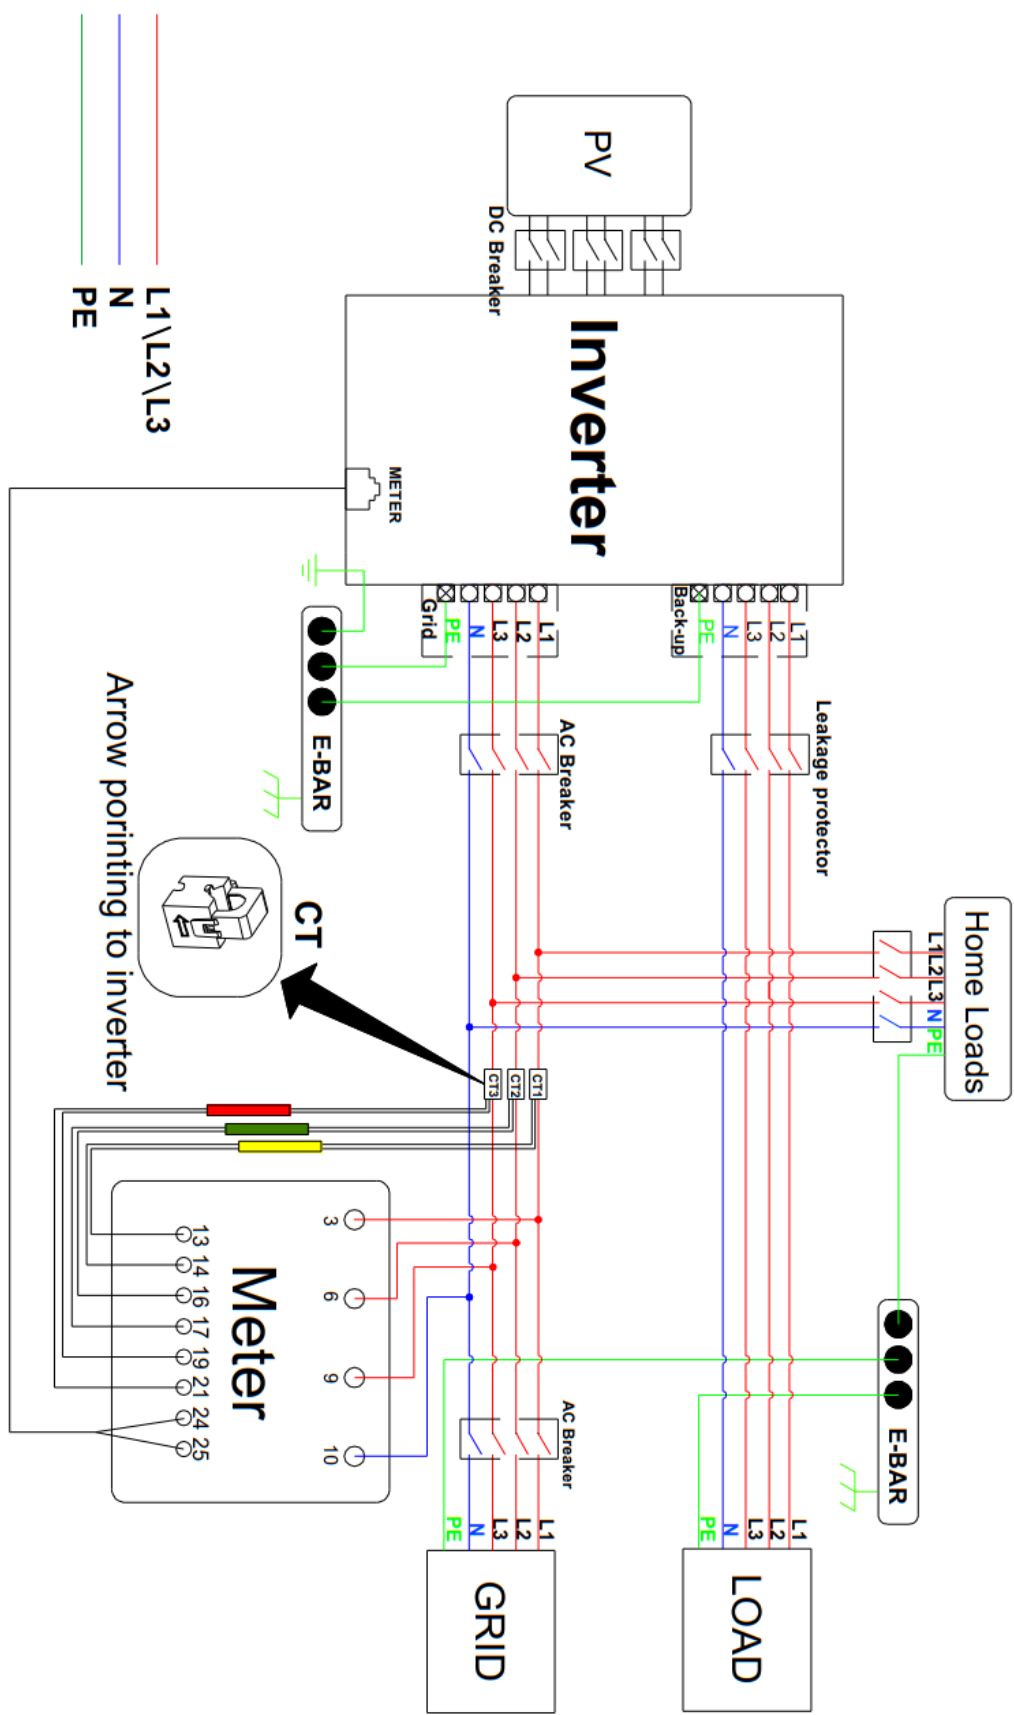 PV
DC Breaker
Inverter
METER
Back-up
PE
N
L3
L2
L1
Grid
PE
N
L3
L2
L1
Leakage protector
AC Breaker
E-BAR
Home Loads
L1L2L3 N PE
CT
Arrow porinting to inverter
CT1
CT2
CT3
Meter
3
6
9
10
13 14 16 17 19 21 24 25
AC Breaker
E-BAR
L1
L2
L3
N
PE
GRID
L1
L2
L3
N
PE
LOAD
L1\L2\L3
N
PE